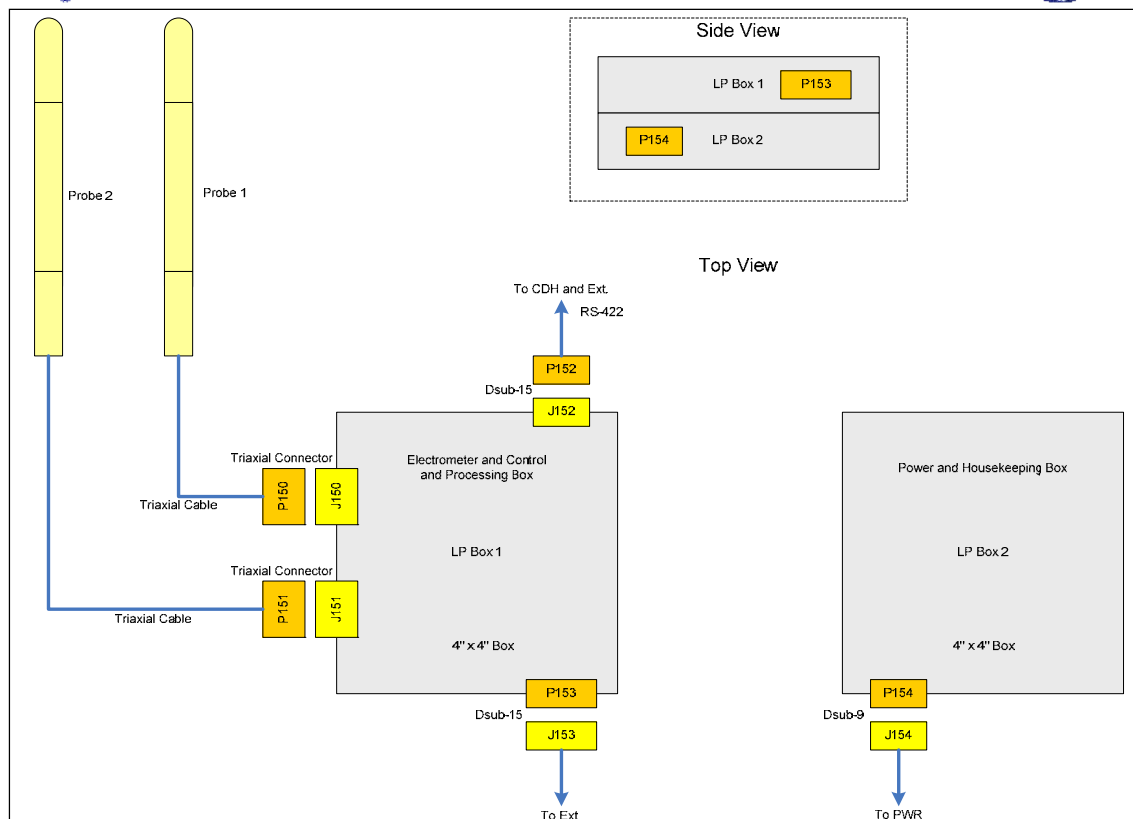 Side View
LP Box 1
P153
P154
LP Box 2
Probe 2
Probe 1
Top View
To CDH and Ext.
RS-422
P152
Dsub-15
J152
Triaxial Connector
P150
J150
Triaxial Cable
Electrometer and Control
and Processing Box
LP Box 1
Triaxial Connector
P151
J151
Triaxial Cable
4" x 4" Box
P153
Dsub-15
J153
To Ext
Power and Housekeeping Box
LP Box 2
4" x 4" Box
P154
Dsub-9
J154
To PWR